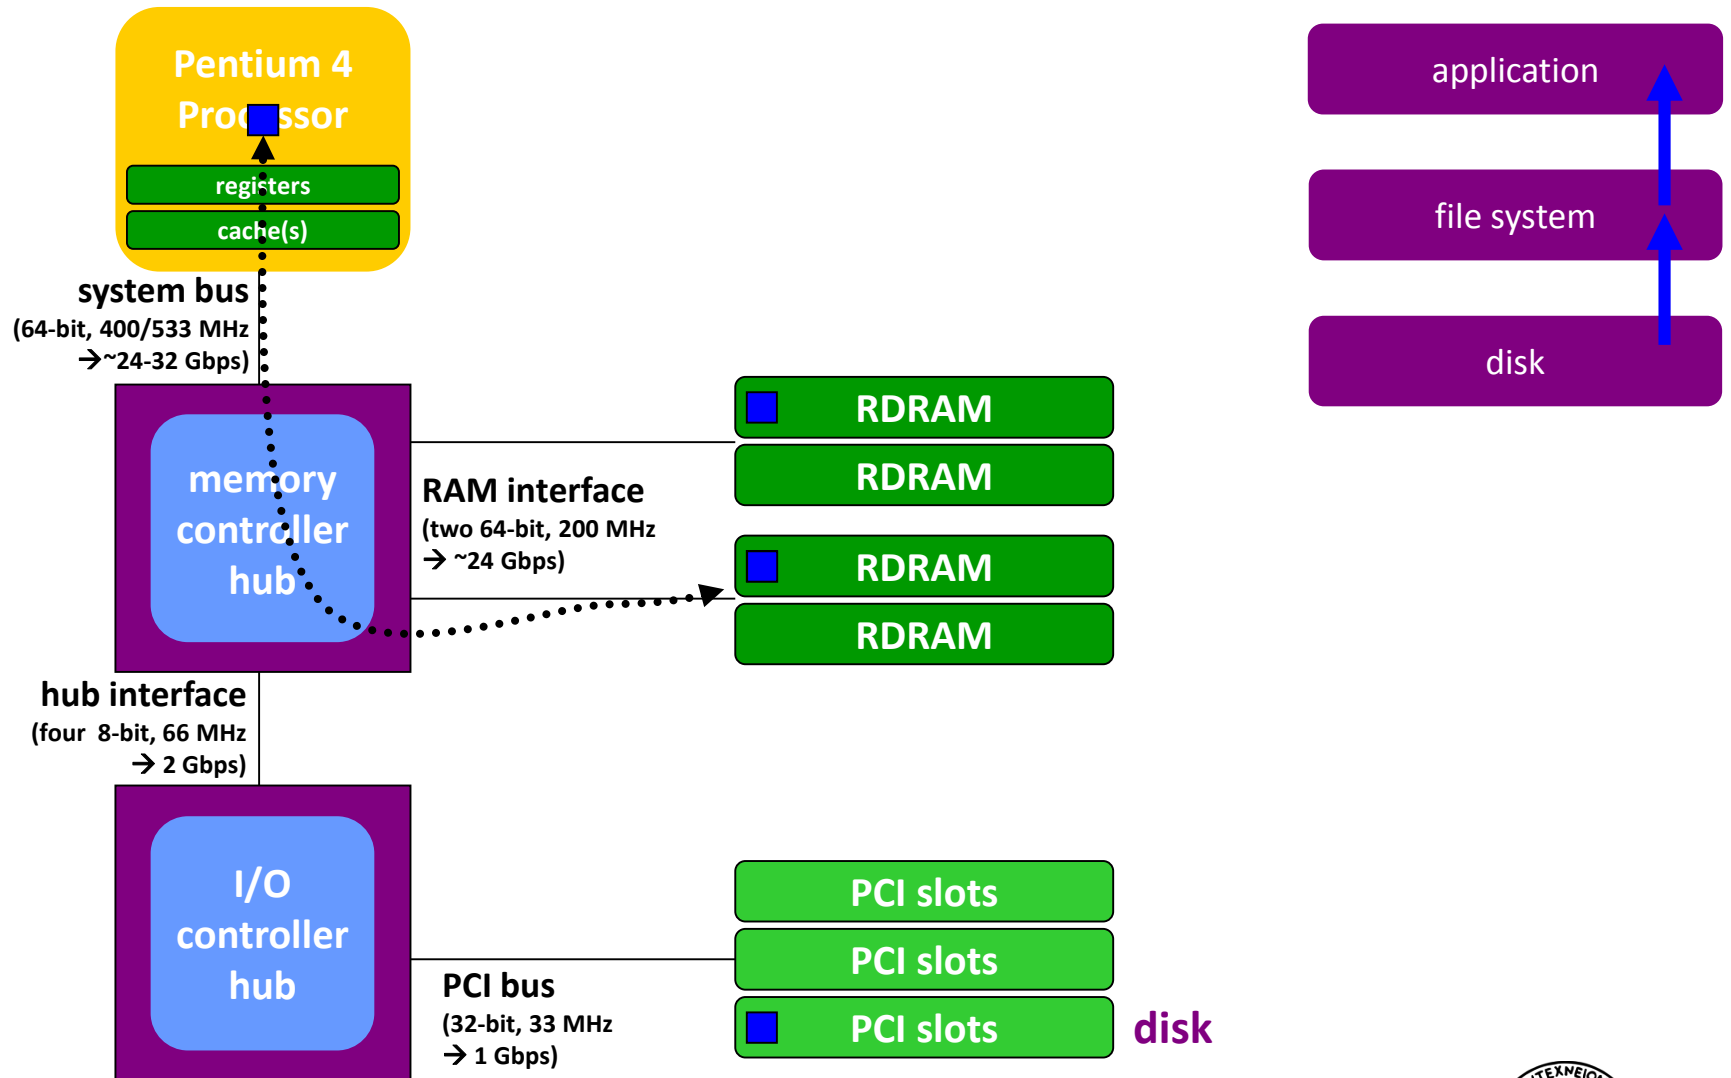 Pentium 4
Processor
registers
cache(s)
system bus
(64-bit, 400/533 MHz
→~24-32 Gbps)
memory
controller
hub
RAM interface
(two 64-bit, 200 MHz
→ ~24 Gbps)
RDRAM
RDRAM
RDRAM
RDRAM
hub interface
(four 8-bit, 66 MHz
→ 2 Gbps)
I/O
controller
hub
PCI bus
(32-bit, 33 MHz
→ 1 Gbps)
PCI slots
PCI slots
PCI slots
disk
application
file system
disk